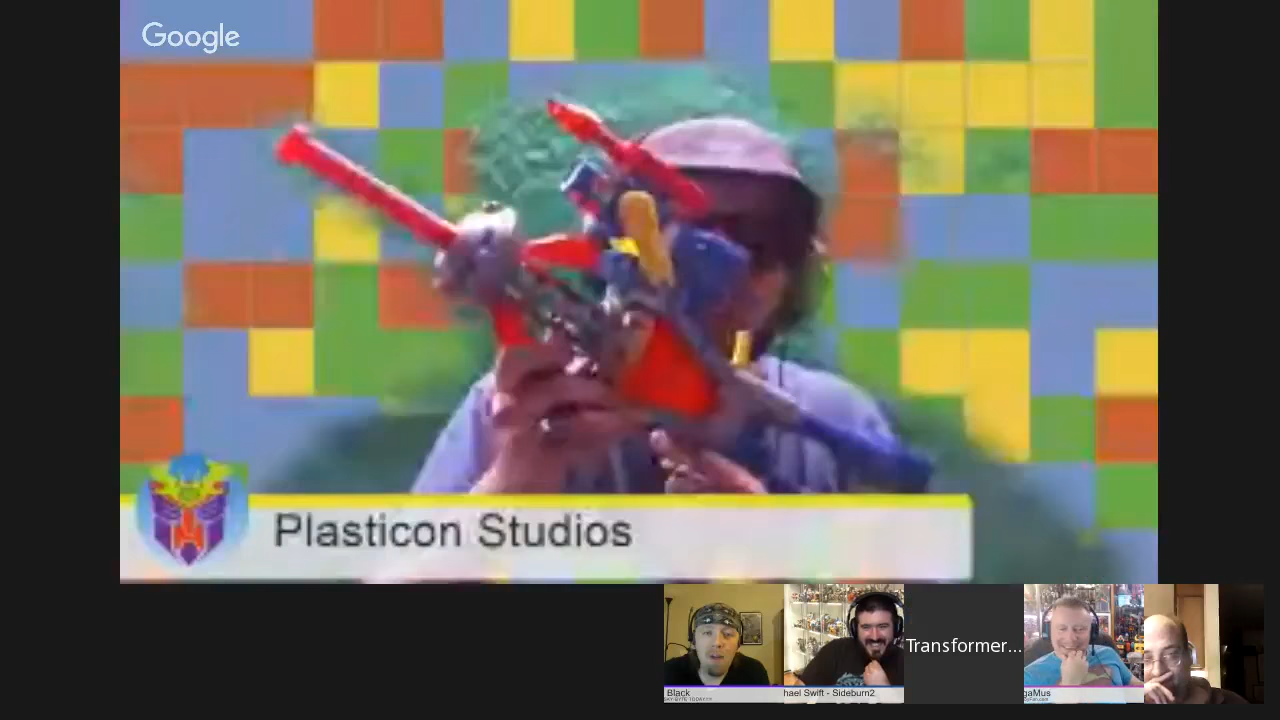 Google
Plasticon Studios
Transformer...
Black
hael Swift - Sideburn2
gaMus